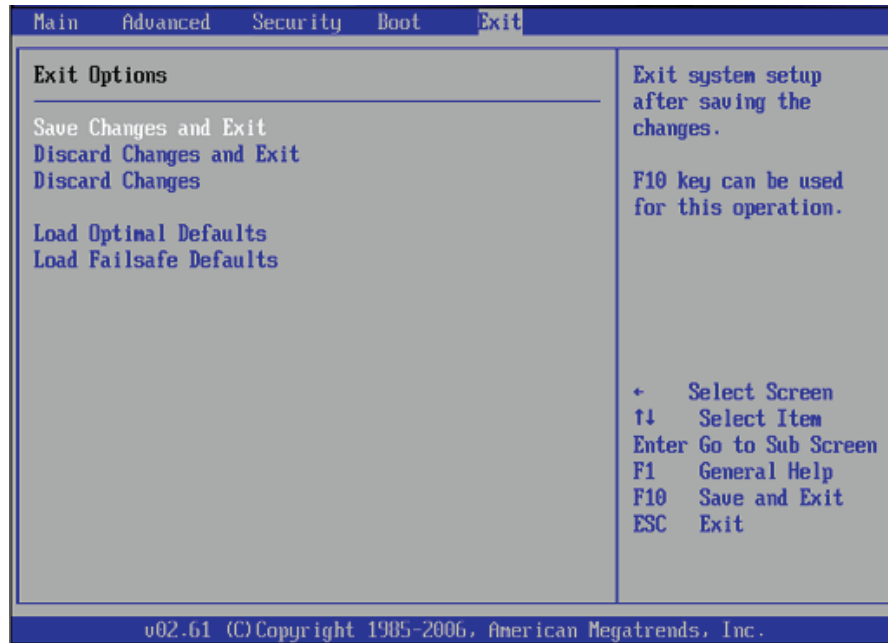 Main Advanced Security Boot Exit
Exit Options
Save Changes and Exit
Discard Changes and Exit
Discard Changes
Load Optimal Defaults
Load Failsafe Defaults
Exit system setup
after saving the
changes.
F10 key can be used
for this operation.
← Select Screen
↑↓ Select Item
Enter Go to Sub Screen
F1 General Help
F10 Save and Exit
ESC Exit
v02.61 (C)Copyright 1985-2006, American Megatrends, Inc.